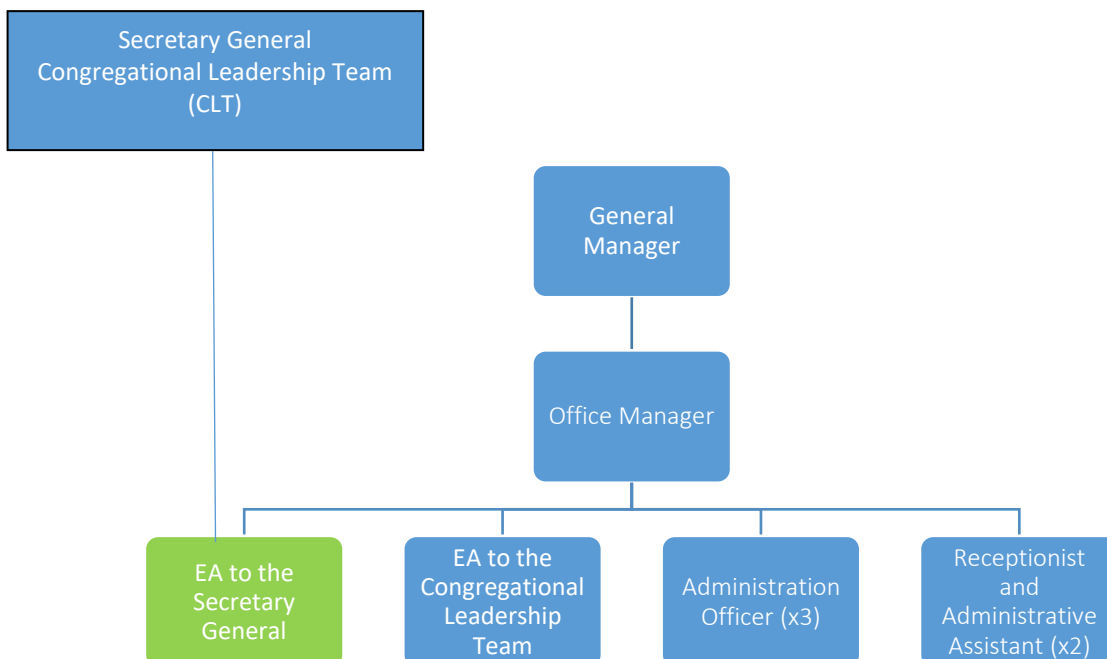 Secretary General
Congregational Leadership Team
(CLT)
General
Manager
Office Manager
EA to the
Secretary
General
EA to the
Congregational
Leadership
Team
Administration
Officer (x3)
Receptionist
and
Administrative
Assistant (x2)